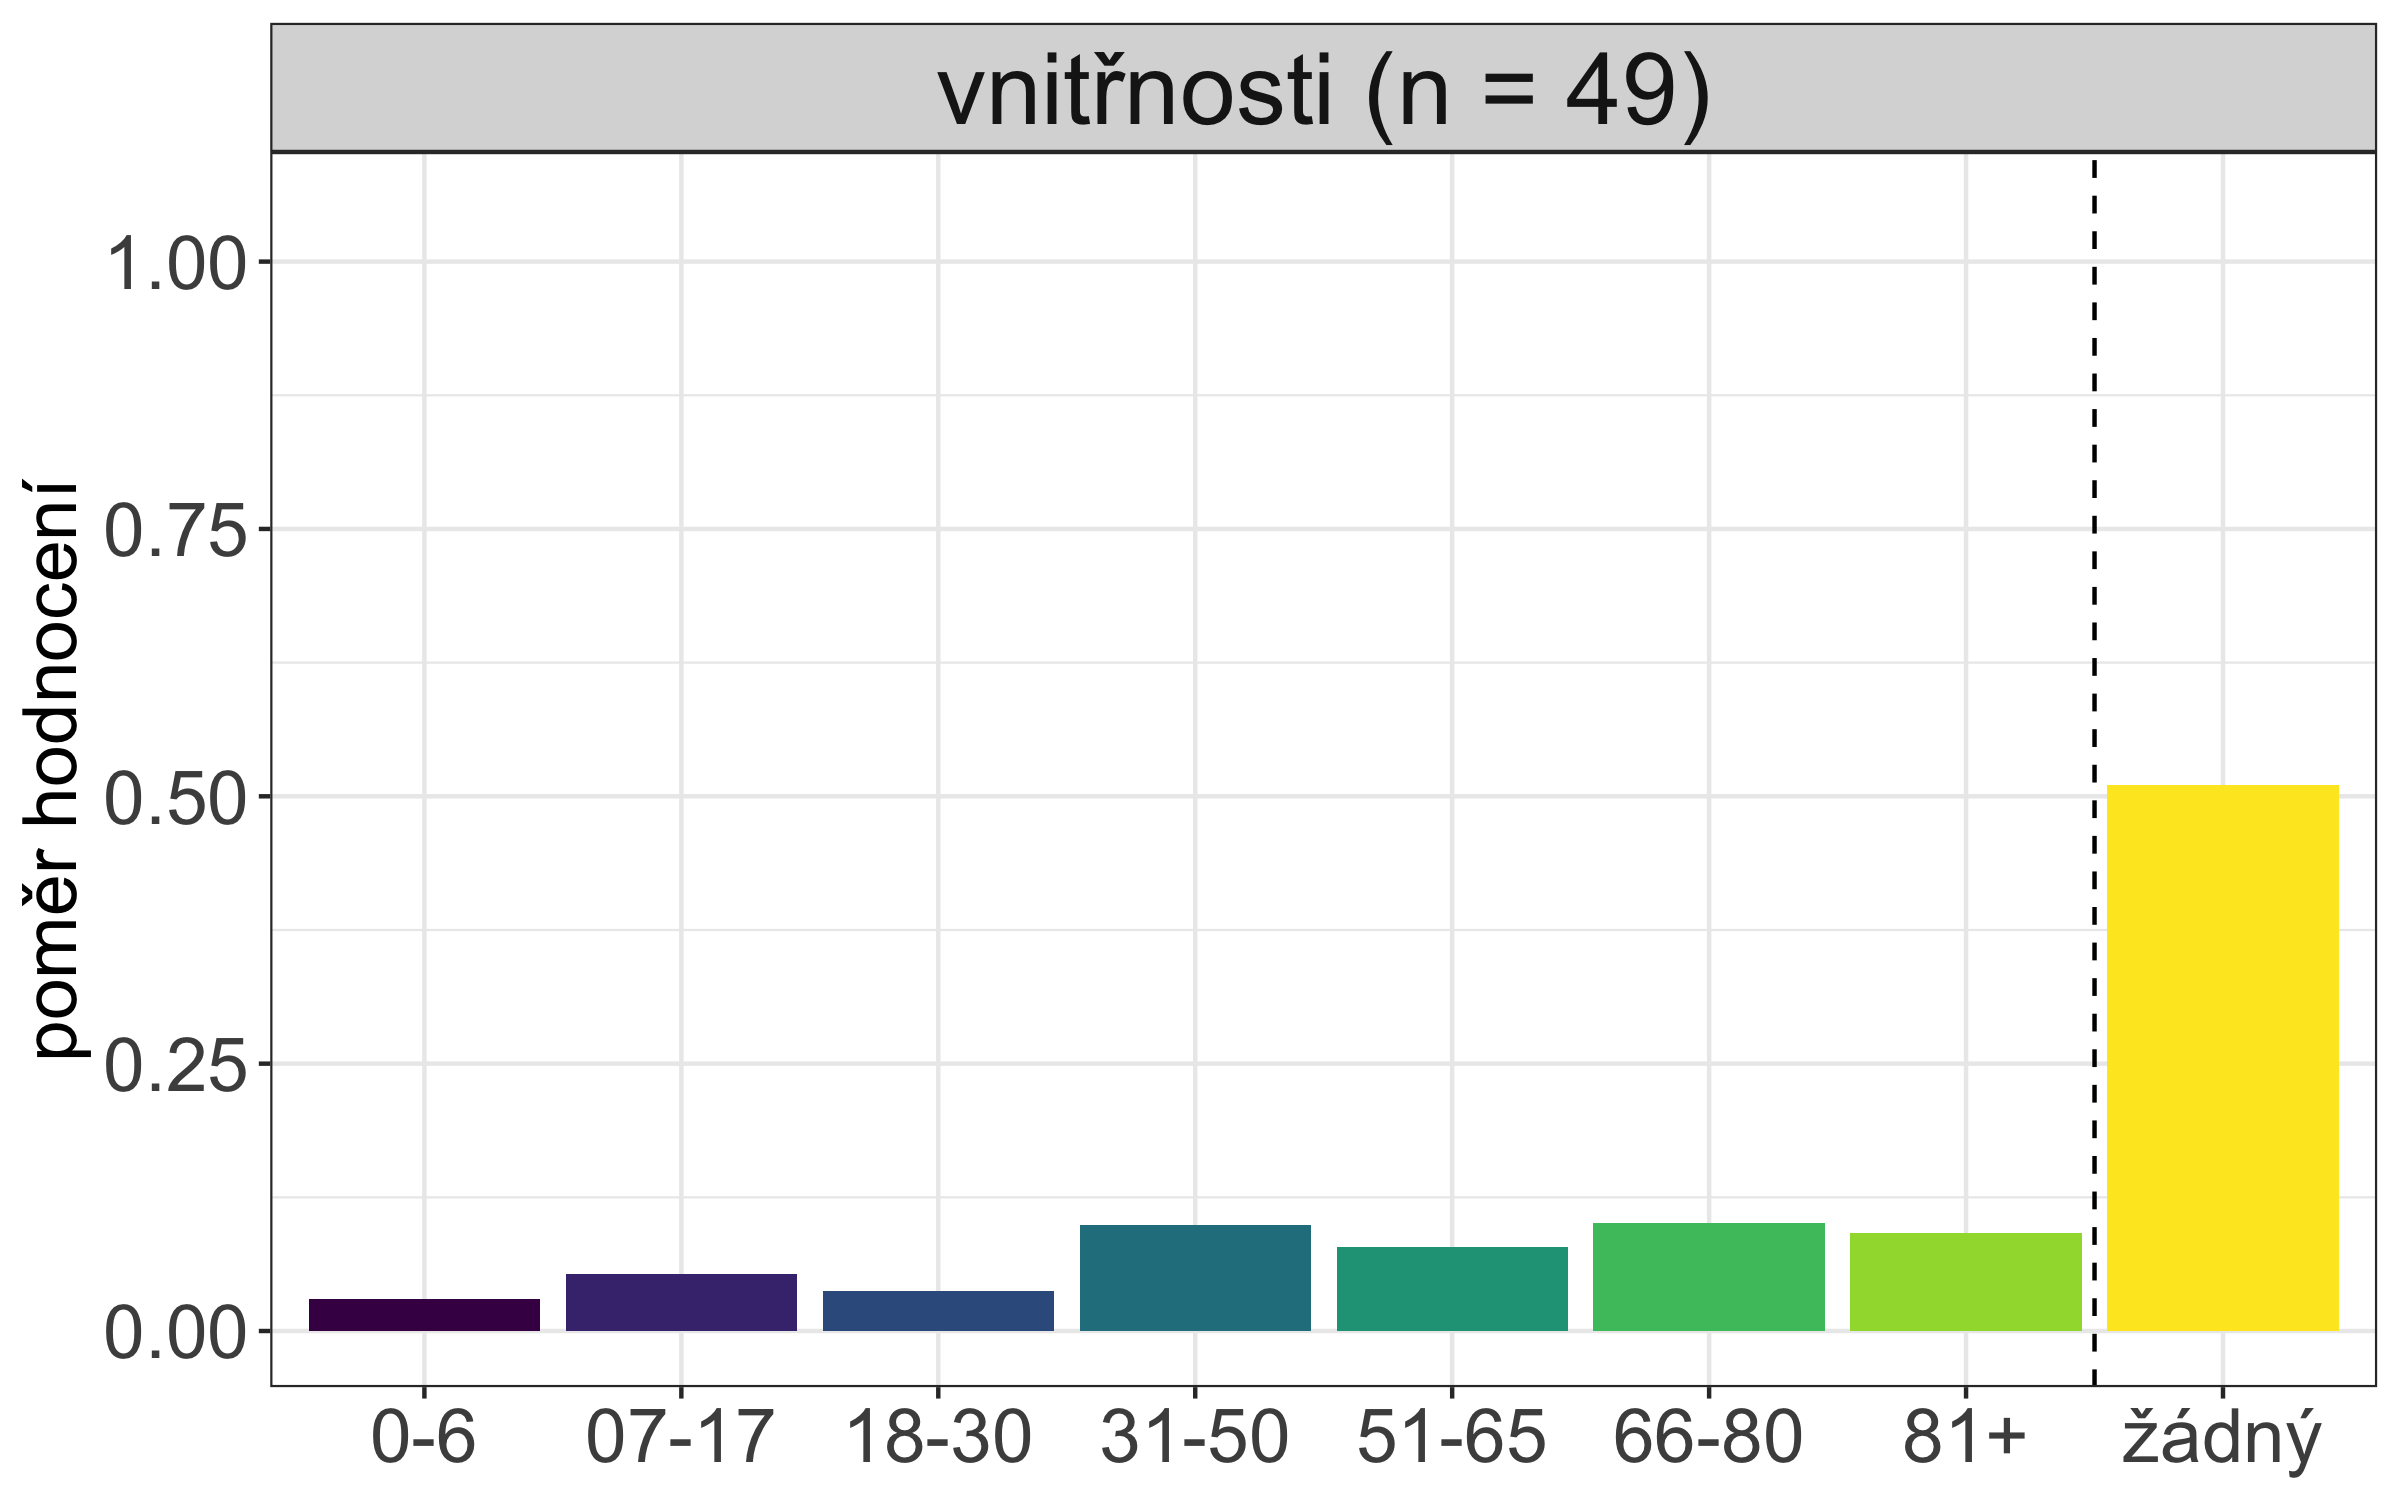 vnitřnosti (n = 49)
poměr hodnocení
1.00
0.75
0.50
0.25
0.00
0-6 07-17 18-30 31-50 51-65 66-80 81+ žádný